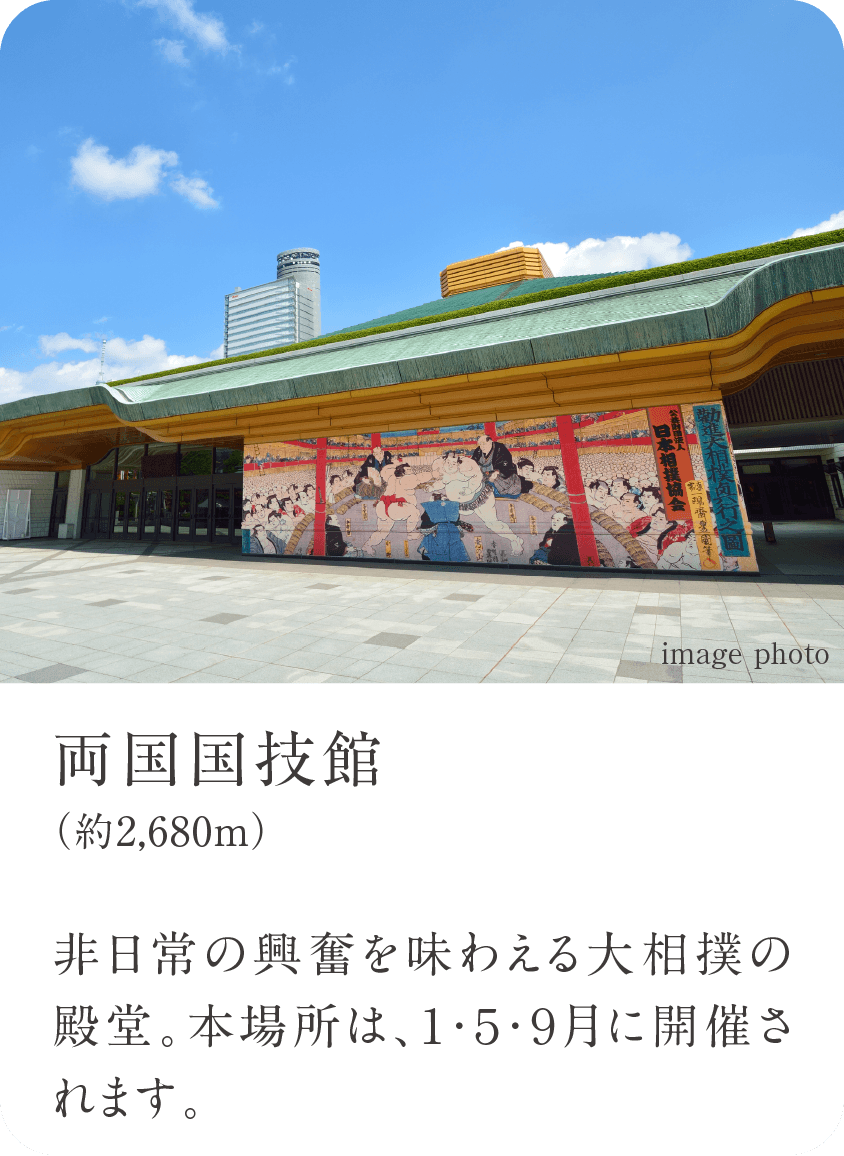 公益財団法人
日本相撲協会
勧進大相撲取組之圖
image photo
両国国技館
（約2,680m）
非日常の興奮を味わえる大相撲の
殿堂。本場所は、1・5・9月に開催さ
れます。